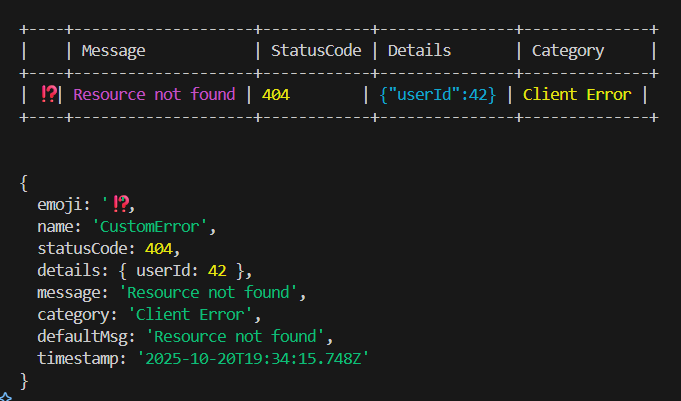 +----+--------------------+------------+---------------+-------------+
|    | Message            | StatusCode | Details       | Category    |
+----+--------------------+------------+---------------+-------------+
| ⁉️| Resource not found | 404        | {"userId":42} | Client Error |
+----+--------------------+------------+---------------+-------------+
{
  emoji: '⁉️,
  name: 'CustomError',
  statusCode: 404,
  details: { userId: 42 },
  message: 'Resource not found',
  category: 'Client Error',
  defaultMsg: 'Resource not found',
  timestamp: '2025-10-20T19:34:15.748Z'
}